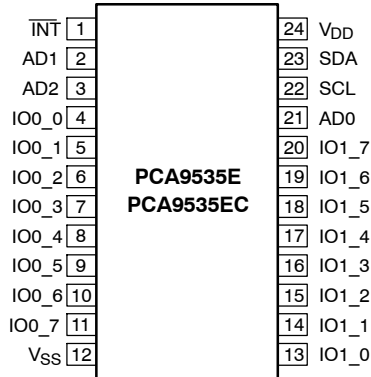 INT 1 24 VDD
AD1 2 23 SDA
AD2 3 22 SCL
IO0_0 4 21 AD0
IO0_1 5 20 IO1_7
IO0_2 6 PCA9535E 19 IO1_6
IO0_3 7 PCA9535EC 18 IO1_5
IO0_4 8 17 IO1_4
IO0_5 9 16 IO1_3
IO0_6 10 15 IO1_2
IO0_7 11 14 IO1_1
VSS 12 13 IO1_0